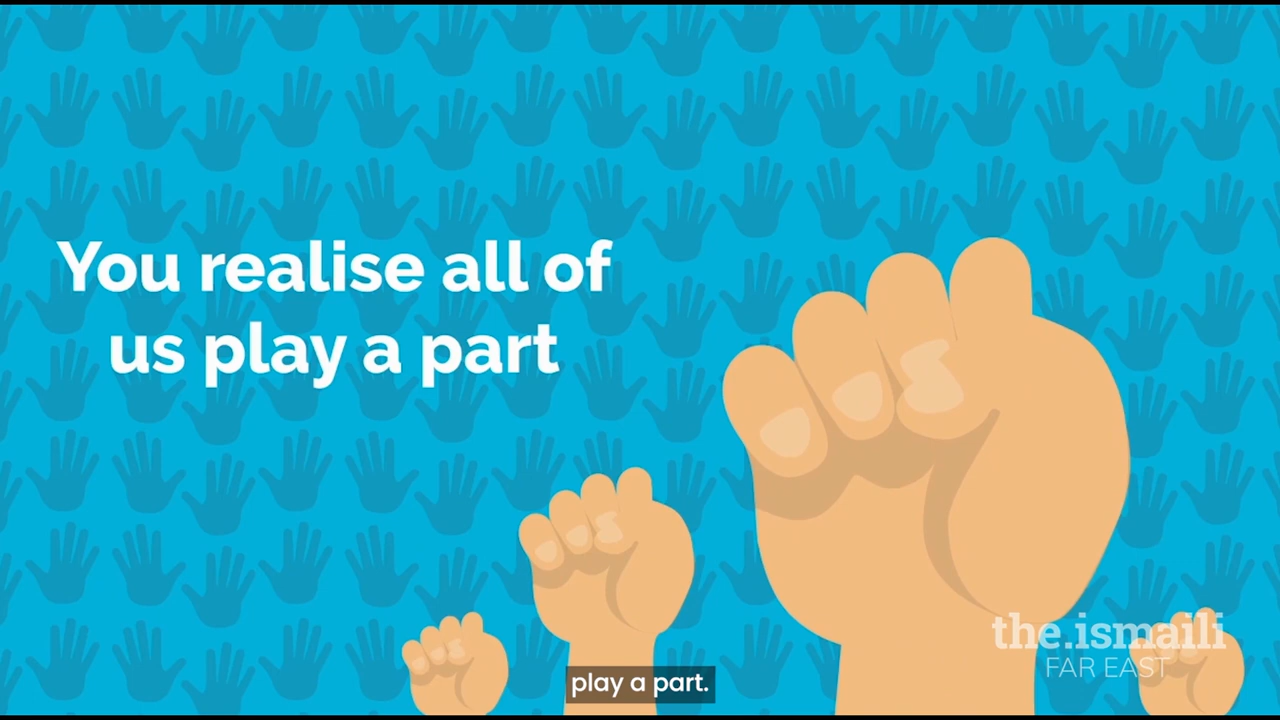 You realise all of
us play a part
the.ismaili
FAR EAST
play a part.